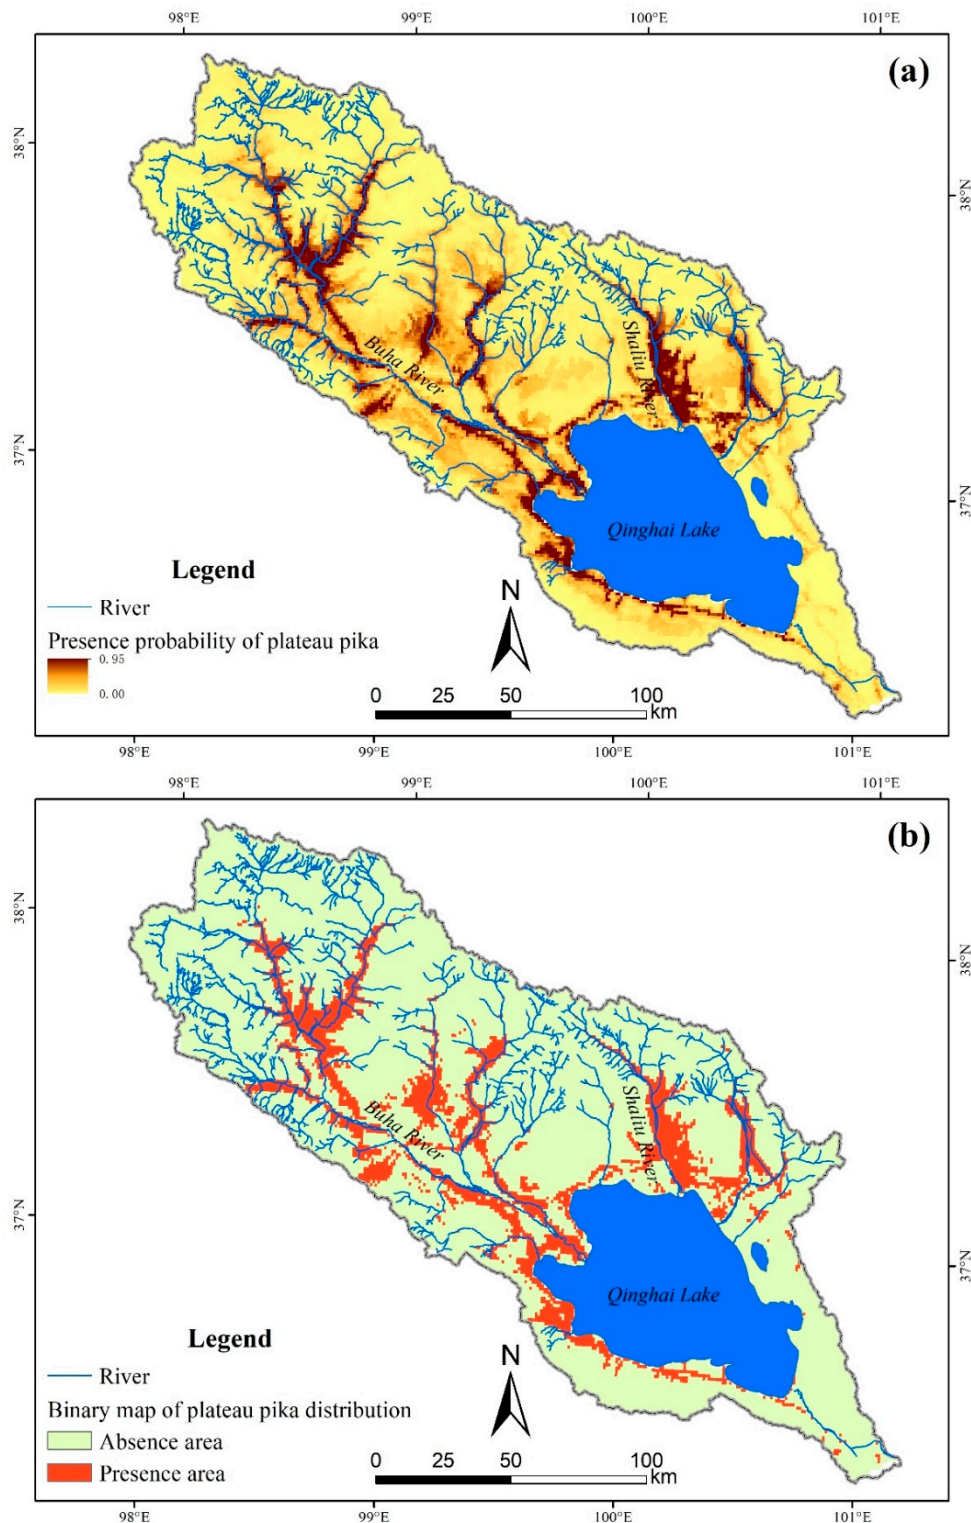 98°E 99°E 100°E 101°E
(a)
38°N
38°N
Buha River
Shaliu River
37°N
37°N
Qinghai Lake
Legend
River
Presence probability of plateau pika
0.95
0.00
N
0 25 50 100
km
98°E 99°E 100°E 101°E
98°E 99°E 100°E 101°E
(b)
38°N
38°N
Buha River
Shaliu River
37°N
37°N
Qinghai Lake
Legend
River
Binary map of plateau pika distribution
Absence area
Presence area
N
0 25 50 100
km
98°E 99°E 100°E 101°E